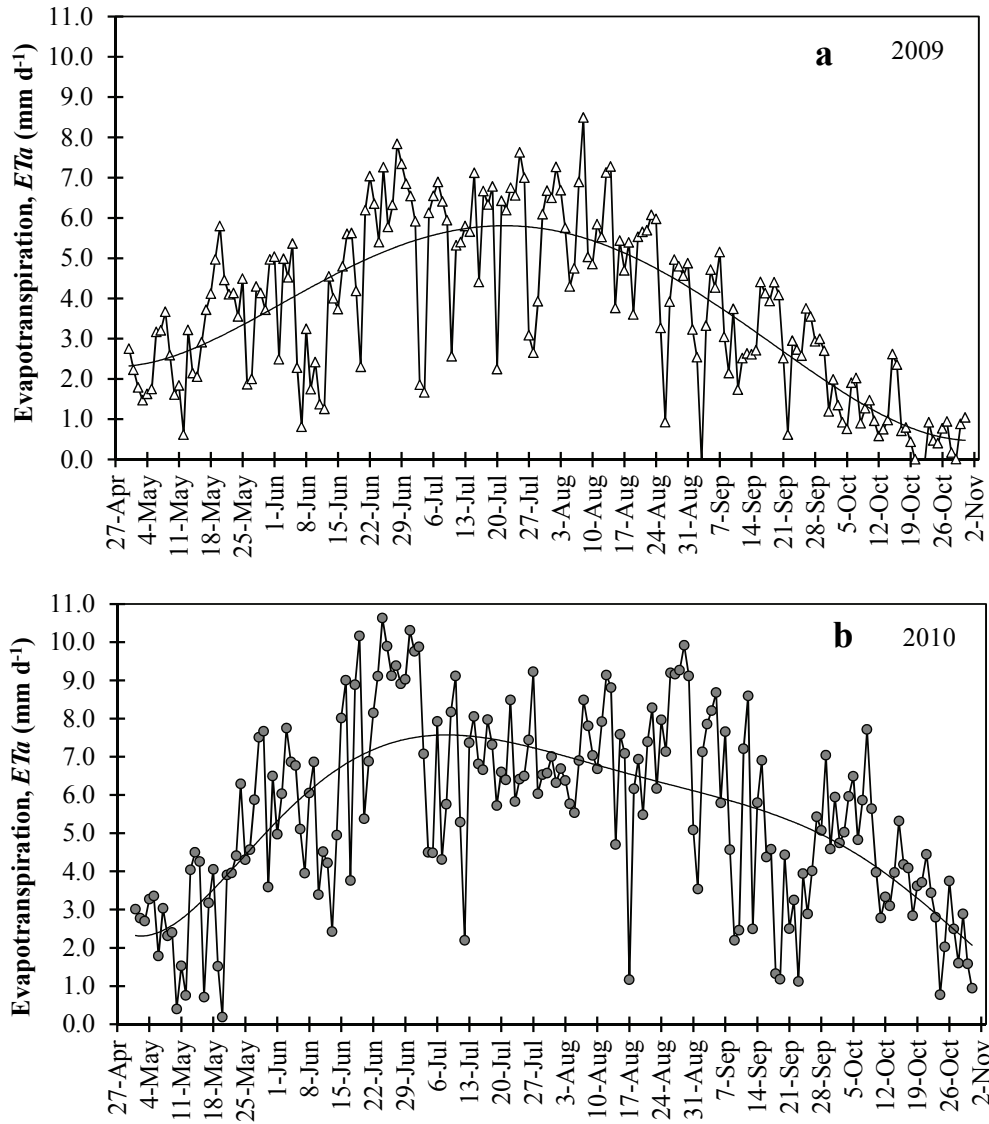 Evapotranspiration, ETa (mm d-1)
11.0
10.0
9.0
8.0
7.0
6.0
5.0
4.0
3.0
2.0
1.0
0.0
a 2009
27-Apr
4-May
11-May
18-May
25-May
1-Jun
8-Jun
15-Jun
22-Jun
29-Jun
6-Jul
13-Jul
20-Jul
27-Jul
3-Aug
10-Aug
17-Aug
24-Aug
31-Aug
7-Sep
14-Sep
21-Sep
28-Sep
5-Oct
12-Oct
19-Oct
26-Oct
2-Nov
Evapotranspiration, ETa (mm d-1)
11.0
10.0
9.0
8.0
7.0
6.0
5.0
4.0
3.0
2.0
1.0
0.0
b 2010
27-Apr
4-May
11-May
18-May
25-May
1-Jun
8-Jun
15-Jun
22-Jun
29-Jun
6-Jul
13-Jul
20-Jul
27-Jul
3-Aug
10-Aug
17-Aug
24-Aug
31-Aug
7-Sep
14-Sep
21-Sep
28-Sep
5-Oct
12-Oct
19-Oct
26-Oct
2-Nov